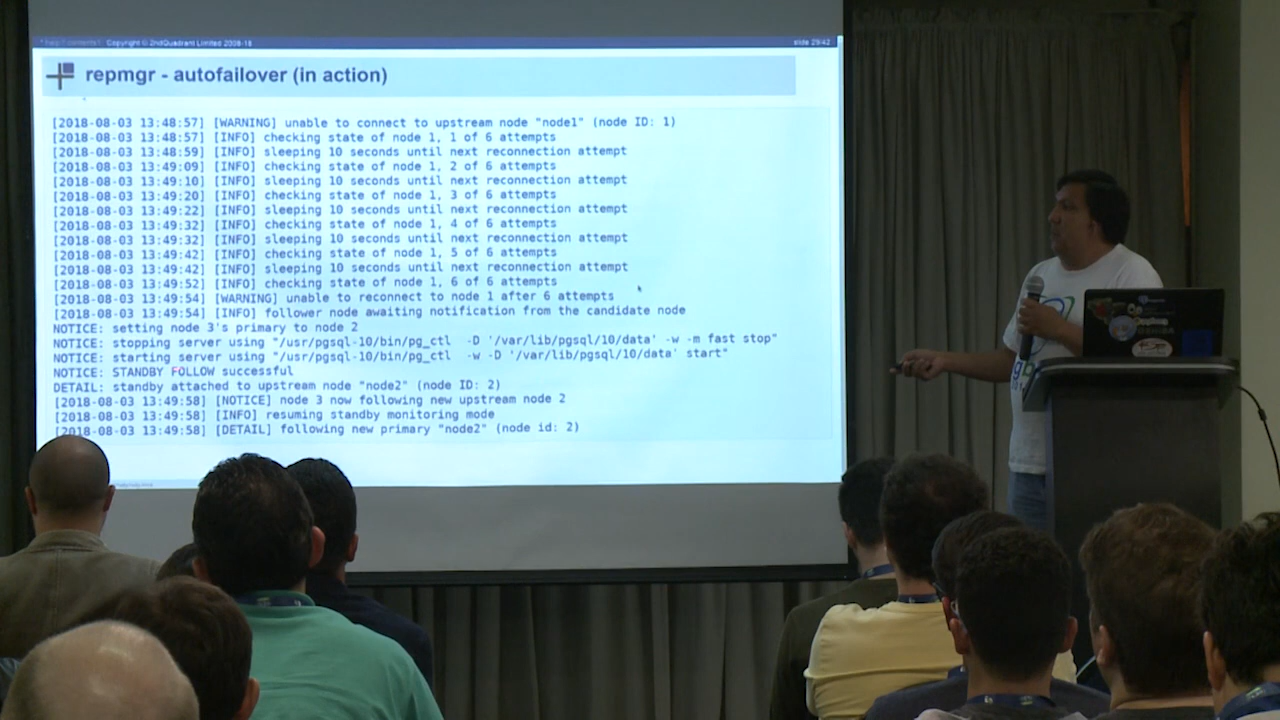 Copyright © 2ndQuadrant Limited 2009-18
slide 29/42
repmgr - autofailover (in action)
[2018-08-03 13:48:57] [WARNING] unable to connect to upstream node "node1" (node ID: 1)
[2018-08-03 13:48:57] [INFO] checking state of node 1, 1 of 6 attempts
[2018-08-03 13:48:59] [INFO] sleeping 10 seconds until next reconnection attempt
[2018-08-03 13:49:09] [INFO] checking state of node 1, 2 of 6 attempts
[2018-08-03 13:49:10] [INFO] sleeping 10 seconds until next reconnection attempt
[2018-08-03 13:49:20] [INFO] checking state of node 1, 3 of 6 attempts
[2018-08-03 13:49:22] [INFO] sleeping 10 seconds until next reconnection attempt
[2018-08-03 13:49:32] [INFO] checking state of node 1, 4 of 6 attempts
[2018-08-03 13:49:32] [INFO] sleeping 10 seconds until next reconnection attempt
[2018-08-03 13:49:42] [INFO] checking state of node 1, 5 of 6 attempts
[2018-08-03 13:49:42] [INFO] sleeping 10 seconds until next reconnection attempt
[2018-08-03 13:49:52] [INFO] checking state of node 1, 6 of 6 attempts
[2018-08-03 13:49:54] [WARNING] unable to reconnect to node 1 after 6 attempts
[2018-08-03 13:49:54] [INFO] follower node awaiting notification from the candidate node
NOTICE: setting node 3's primary to node 2
NOTICE: stopping server using "/usr/pgsql-10/bin/pg_ctl  -D '/var/lib/pgsql/10/data' -w -m fast stop"
NOTICE: starting server using "/usr/pgsql-10/bin/pg_ctl  -w -D '/var/lib/pgsql/10/data' start"
NOTICE: STANDBY FOLLOW successful
DETAIL: standby attached to upstream node "node2" (node ID: 2)
[2018-08-03 13:49:58] [NOTICE] node 3 now following new upstream node 2
[2018-08-03 13:49:58] [INFO] resuming standby monitoring mode
[2018-08-03 13:49:58] [DETAIL] following new primary "node2" (node id: 2)